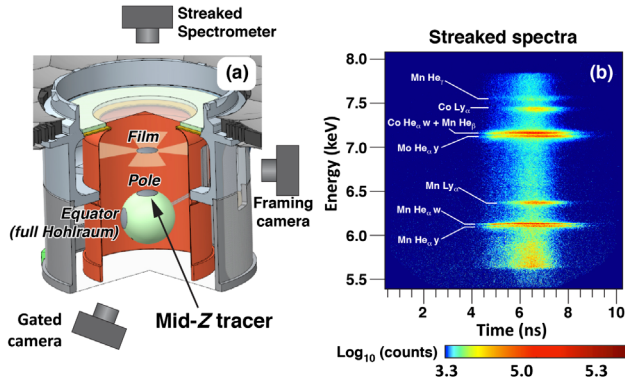 Streaked
Spectrometer
(a)
Film
Pole
Equator
(full Hohlraum)
Framing
camera
Gated
camera
Mid-Z tracer
Streaked spectra
(b)
8.0
7.5
7.0
6.5
6.0
5.5
Energy (keV)
Mn Heγ
Co Lyα
Co Heα w + Mn Heβ
Mo Heα y
Mn Lyα
Mn Heα w
Mn Heα y
2 4 6 8 10
Time (ns)
Log10 (counts)
3.3 5.0 5.3